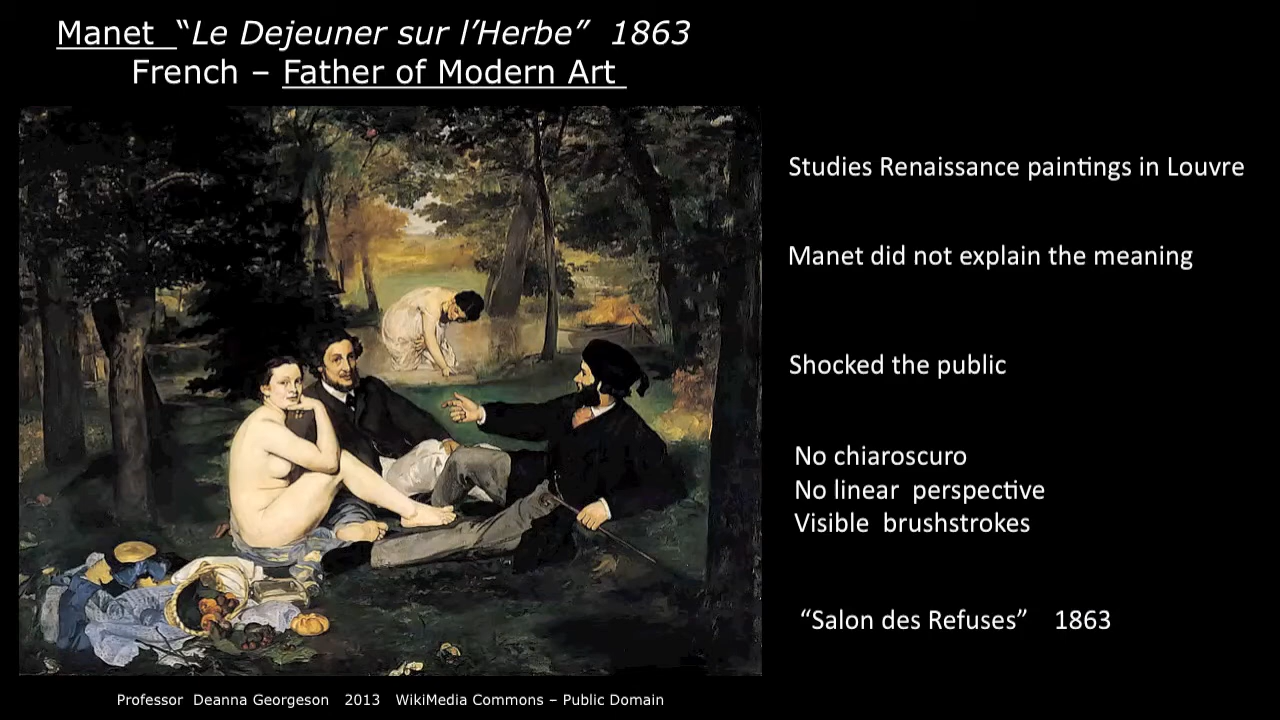 Manet “Le Dejeuner sur l’Herbe” 1863
French – Father of Modern Art
Studies Renaissance paintings in Louvre
Manet did not explain the meaning
Shocked the public
No chiaroscuro
No linear perspective
Visible brushstrokes
“Salon des Refuses” 1863
Professor Deanna Georgeson 2013 WikiMedia Commons – Public Domain